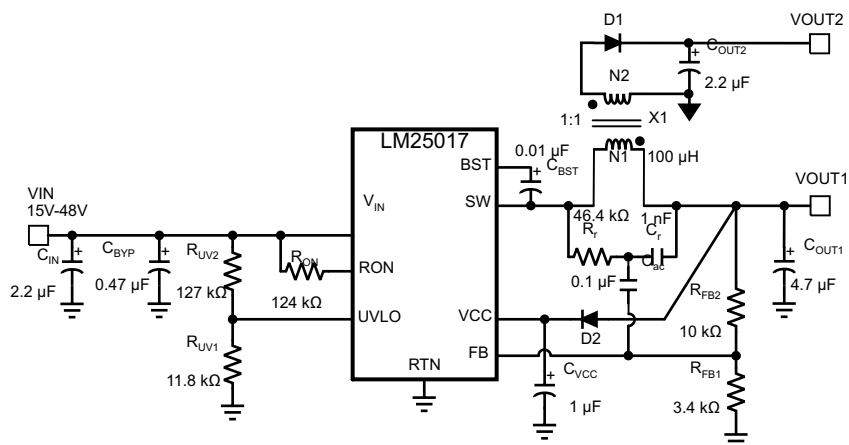 D1
VOUT2
COUT2
2.2 µF
N2
1:1
X1
N1
100 µH
LM25017
0.01 µF
BST
CBST
VIN
15V-48V
VIN
SW
VOUT1
46.4 kΩ
1 nF
Rr
Cr
Cac
CIN
CBYP
RUV2
RON
RON
COUT1
2.2 µF
0.47 µF
127 kΩ
124 kΩ
0.1 µF
4.7 µF
RFB2
UVLO
VCC
D2
10 kΩ
RUV1
FB
RTN
CVCC
RFB1
11.8 kΩ
1 µF
3.4 kΩ